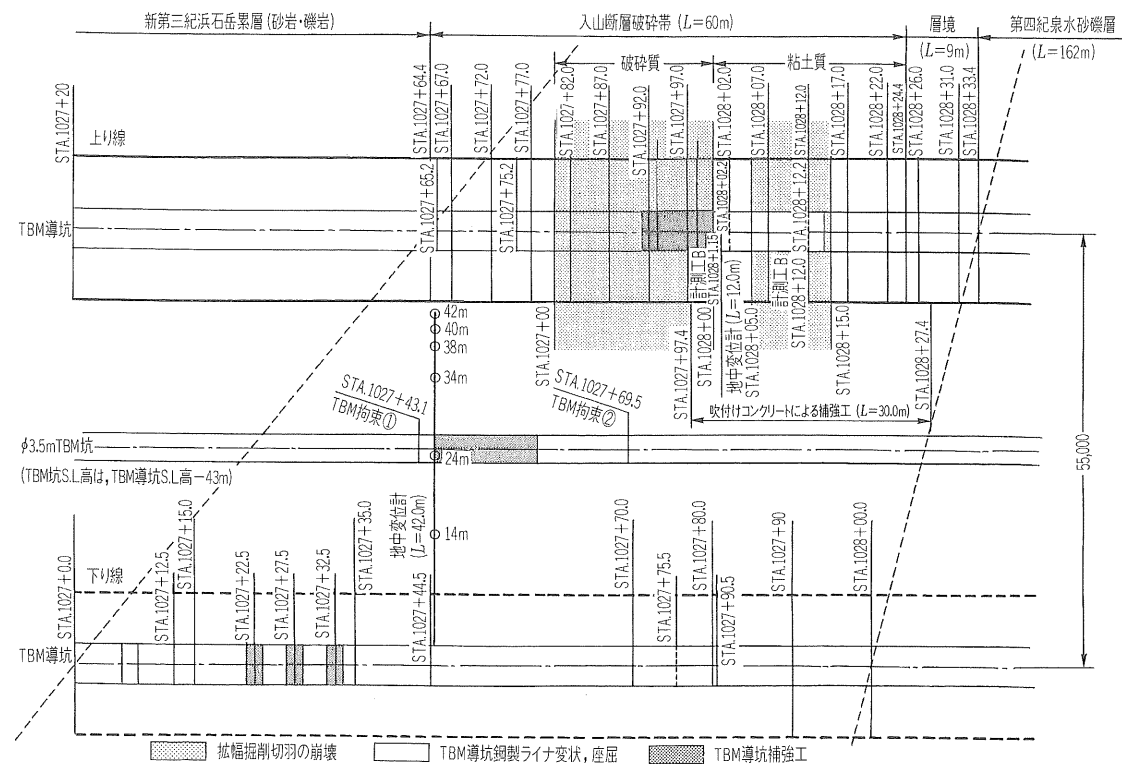 新第三紀浜石岳累層(砂岩・礫岩)
入山断層破砕帯(L=60m)
層境
(L=9m)
第四紀泉水砂礫層
(L=162m)
破砕質
粘土質
STA.1027+20
STA.1027+64.4
STA.1027+67.0
STA.1027+72.0
STA.1027+77.0
STA.1027+82.0
STA.1027+87.0
STA.1027+92.0
STA.1027+97.0
STA.1028+02.0
STA.1028+07.0
STA.1028+12.0
STA.1028+17.0
STA.1028+22.0
STA.1028+24.4
STA.1028+26.0
STA.1028+31.0
STA.1028+33.4
上り線
STA.1027+65.2
STA.1027+75.2
STA.1028+02.2
STA.1028+12.2
TBM導坑
計測工B
STA.1028+1.15
地中変位計(L=12.0m)
計測工B
STA.1028+12.0
42m
40m
38m
34m
24m
14m
STA.1027+00
STA.1027+97.4
STA.1028+00
STA.1028+05.0
STA.1028+15.0
STA.1028+27.4
STA.1027+43.1
TBM拘束①
STA.1027+69.5
TBM拘束②
吹付けコンクリートによる補強工(L=30.0m)
φ3.5mTBM坑
(TBM坑S.L高は,TBM導坑S.L高−43m)
55,000
地中変位計
(L=42.0m)
STA.1027+0.0
STA.1027+12.5
STA.1027+15.0
STA.1027+22.5
STA.1027+27.5
STA.1027+32.5
STA.1027+35.0
STA.1027+44.5
STA.1027+70.0
STA.1027+75.5
STA.1027+80.0
STA.1027+90.5
STA.1027+90
STA.1028+00.0
下り線
TBM導坑
拡幅掘削切羽の崩壊
TBM導坑鋼製ライナ変状,座屈
TBM導坑補強工